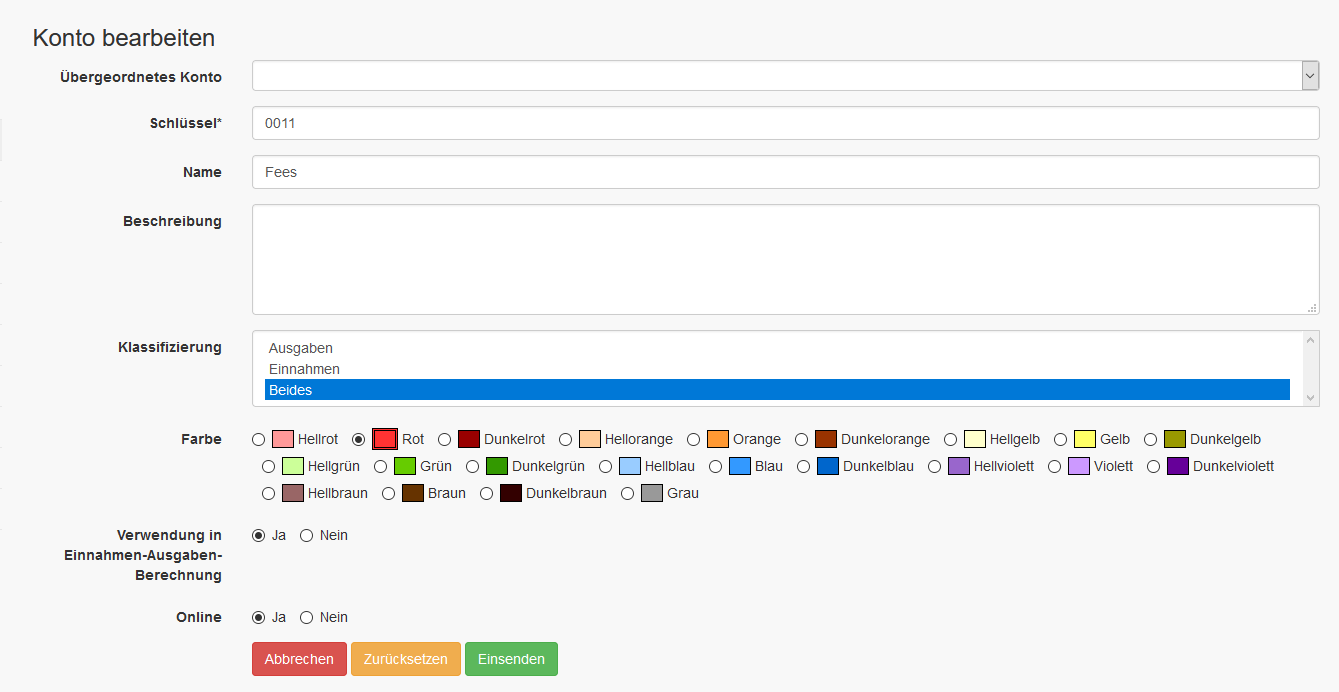 Konto bearbeiten
Übergeordnetes Konto
Schlüssel* 0011
Name Fees
Beschreibung
Klassifizierung Ausgaben
Einnahmen
Beides
Farbe Hellrot Rot Dunkelrot Hellorange Orange Dunkelorange Hellgelb Gelb Dunkelgelb
Hellgrün Grün Dunkelgrün Hellblau Blau Dunkelblau Hellviolett Violett Dunkelviolett
Hellbraun Braun Dunkelbraun Grau
Verwendung in Ja Nein
Einnahmen-Ausgaben-
Berechnung
Online Ja Nein
Abbrechen Zurücksetzen Einsenden